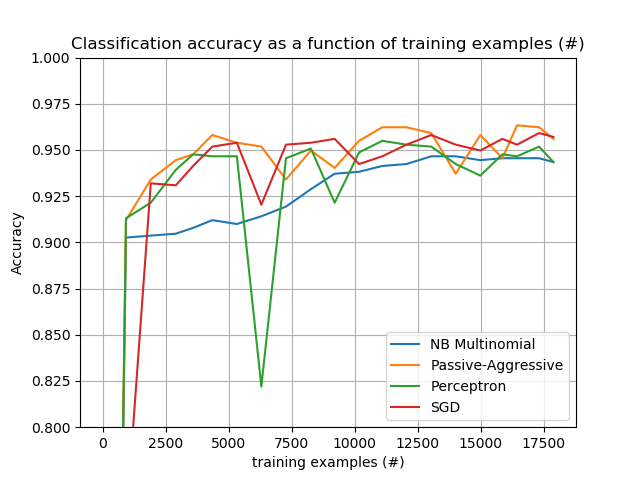 Classification accuracy as a function of training examples (#)
1.000
0.975
0.950
0.925
0.900
0.875
0.850
0.825
0.800
Accuracy
NB Multinomial
Passive-Aggressive
Perceptron
SGD
0 2500 5000 7500 10000 12500 15000 17500
training examples (#)